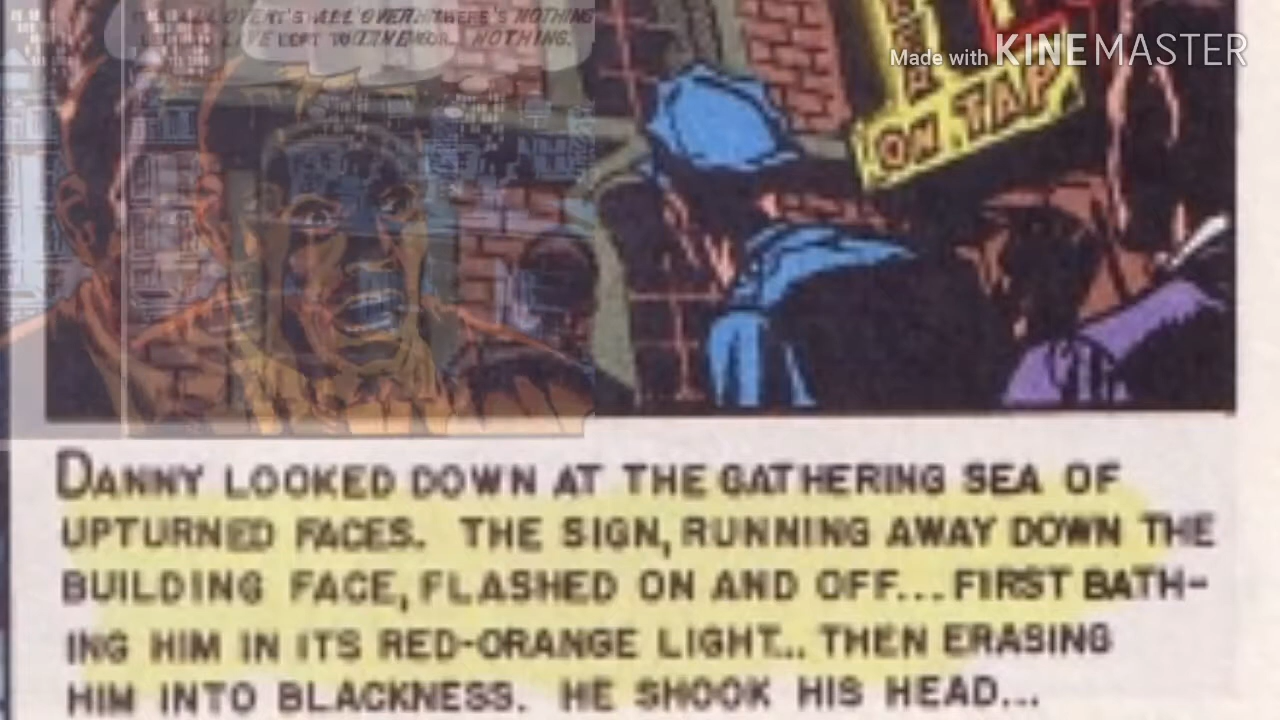 NOTHING
NOTHING.
Made with KINEMASTER
ON TAP
DANNY LOOKED DOWN AT THE GATHERING SEA OF
UPTURNED FACES. THE SIGN, RUNNING AWAY DOWN THE
BUILDING FACE, FLASHED ON AND OFF... FIRST BATH-
ING HIM IN ITS RED-ORANGE LIGHT... THEN ERASING
HIM INTO BLACKNESS. HE SHOOK HIS HEAD...